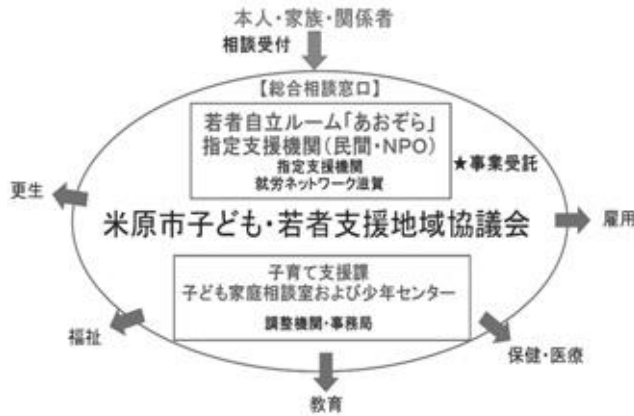 本人・家族・関係者
相談受付
【総合相談窓口】
若者自立ルーム「あおぞら」
指定支援機関(民間・NPO)
指定支援機関
就労ネットワーク滋賀
★事業受託
更生
米原市子ども・若者支援地域協議会
雇用
子育て支援課
子ども家庭相談室および少年センター
調整機関・事務局
福祉
保健・医療
教育